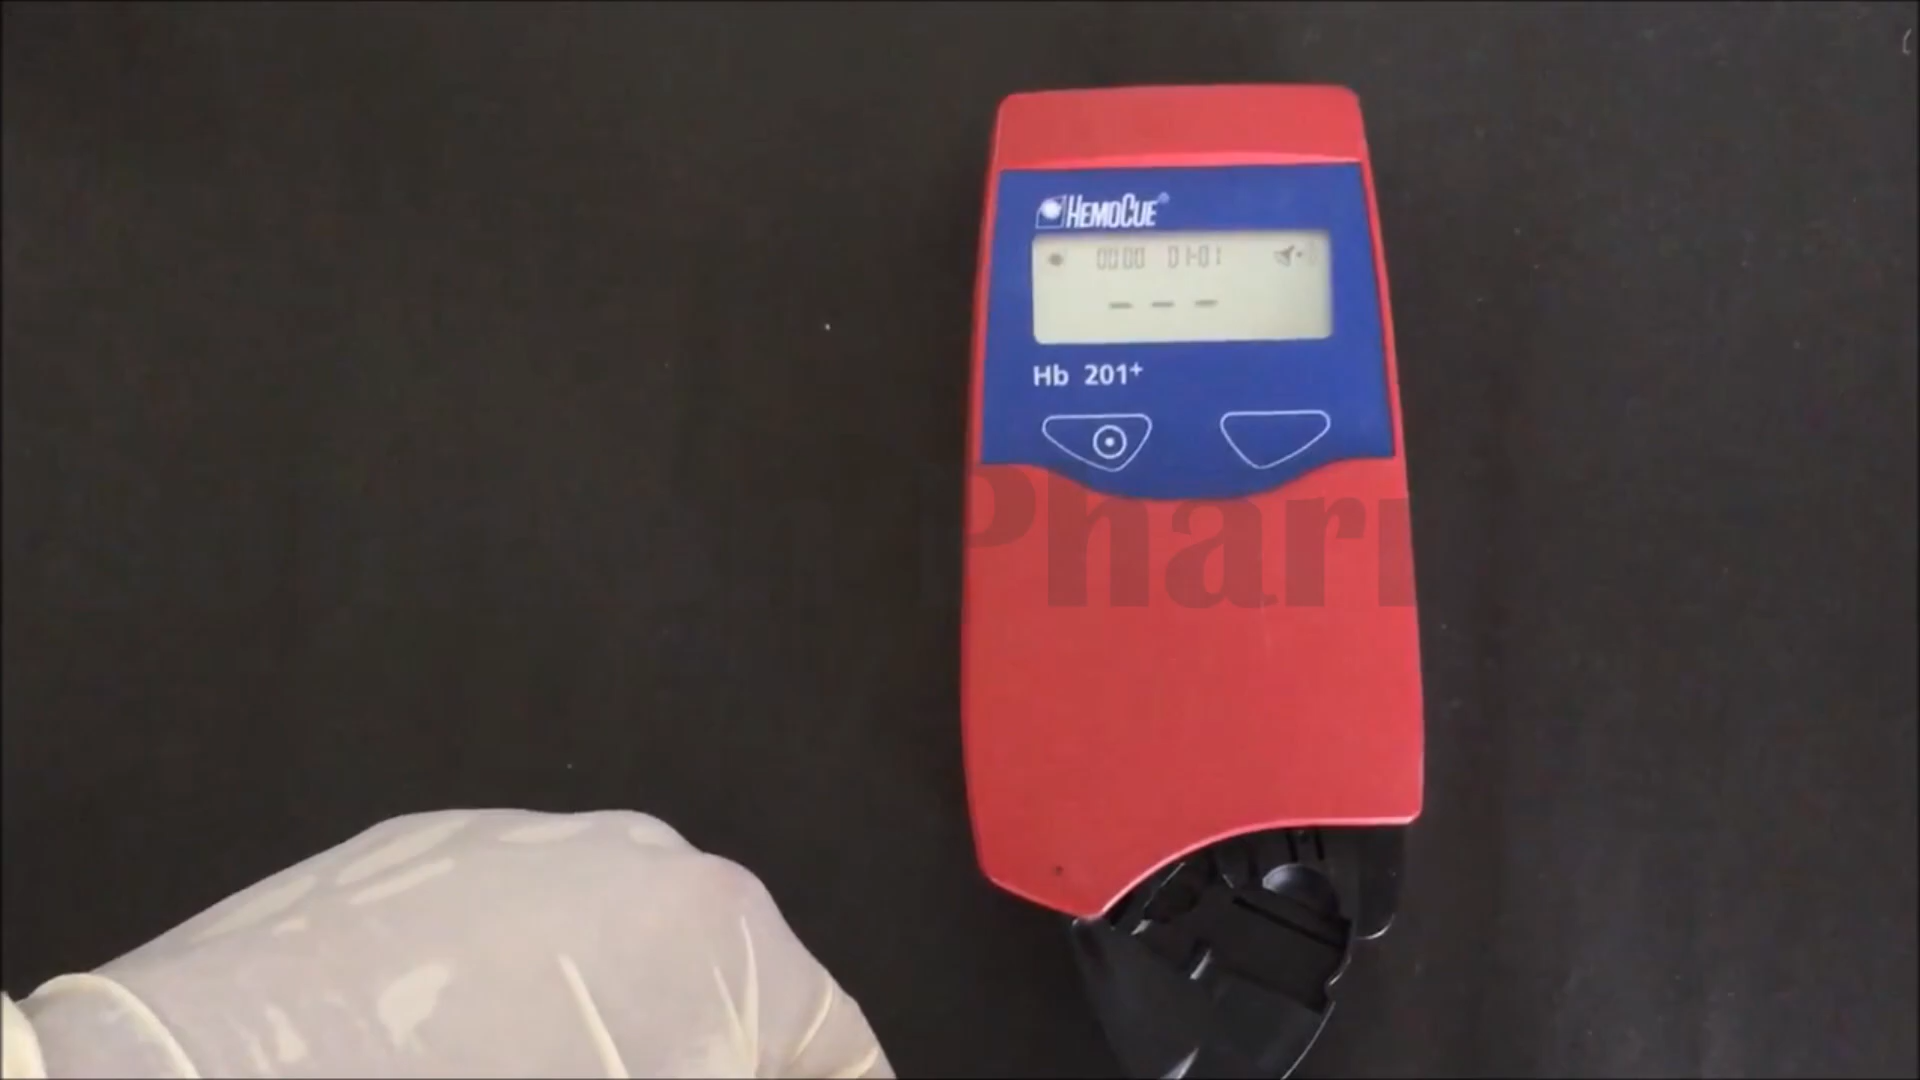 HEMOCUE®
00:00 01-01
– – –
Hb 201+
Phar